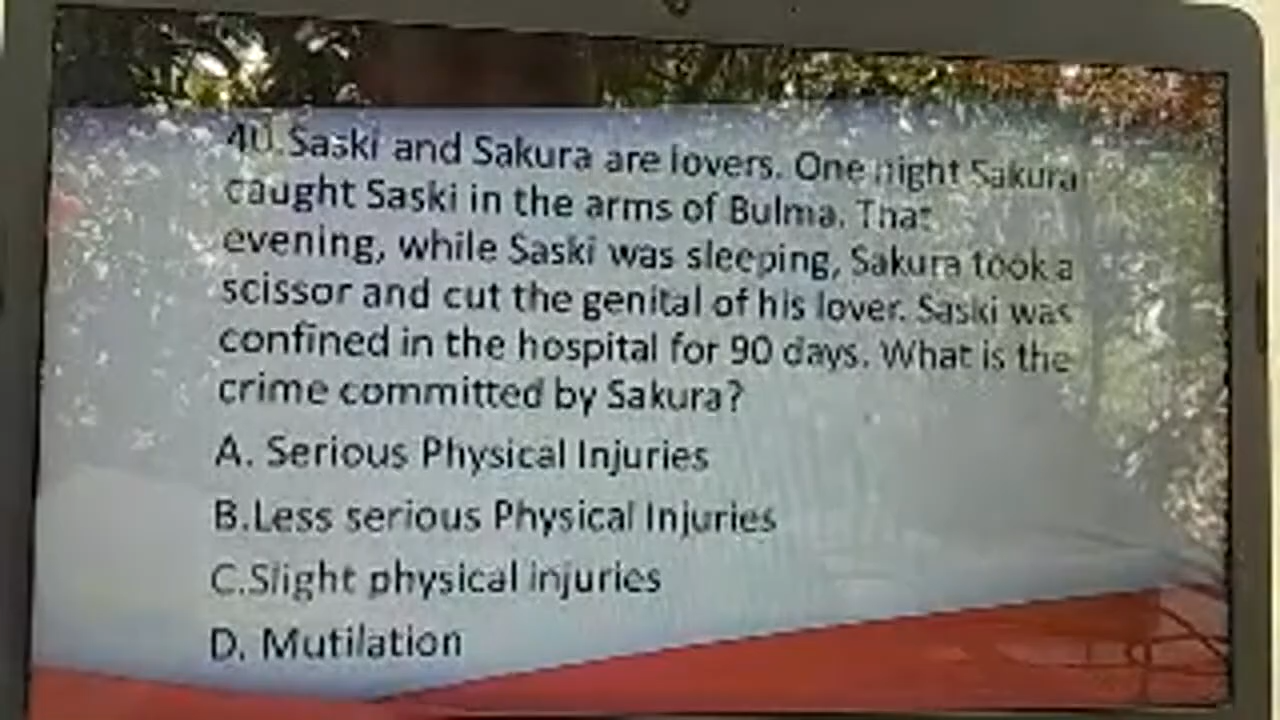 40.Saski and Sakura are lovers. One night Sakura
caught Saski in the arms of Bulma. That
evening, while Saski was sleeping, Sakura took a
scissor and cut the genital of his lover. Saski was
confined in the hospital for 90 days. What is the
crime committed by Sakura?
A. Serious Physical Injuries
B.Less serious Physical Injuries
C.Slight physical injuries
D. Mutilation